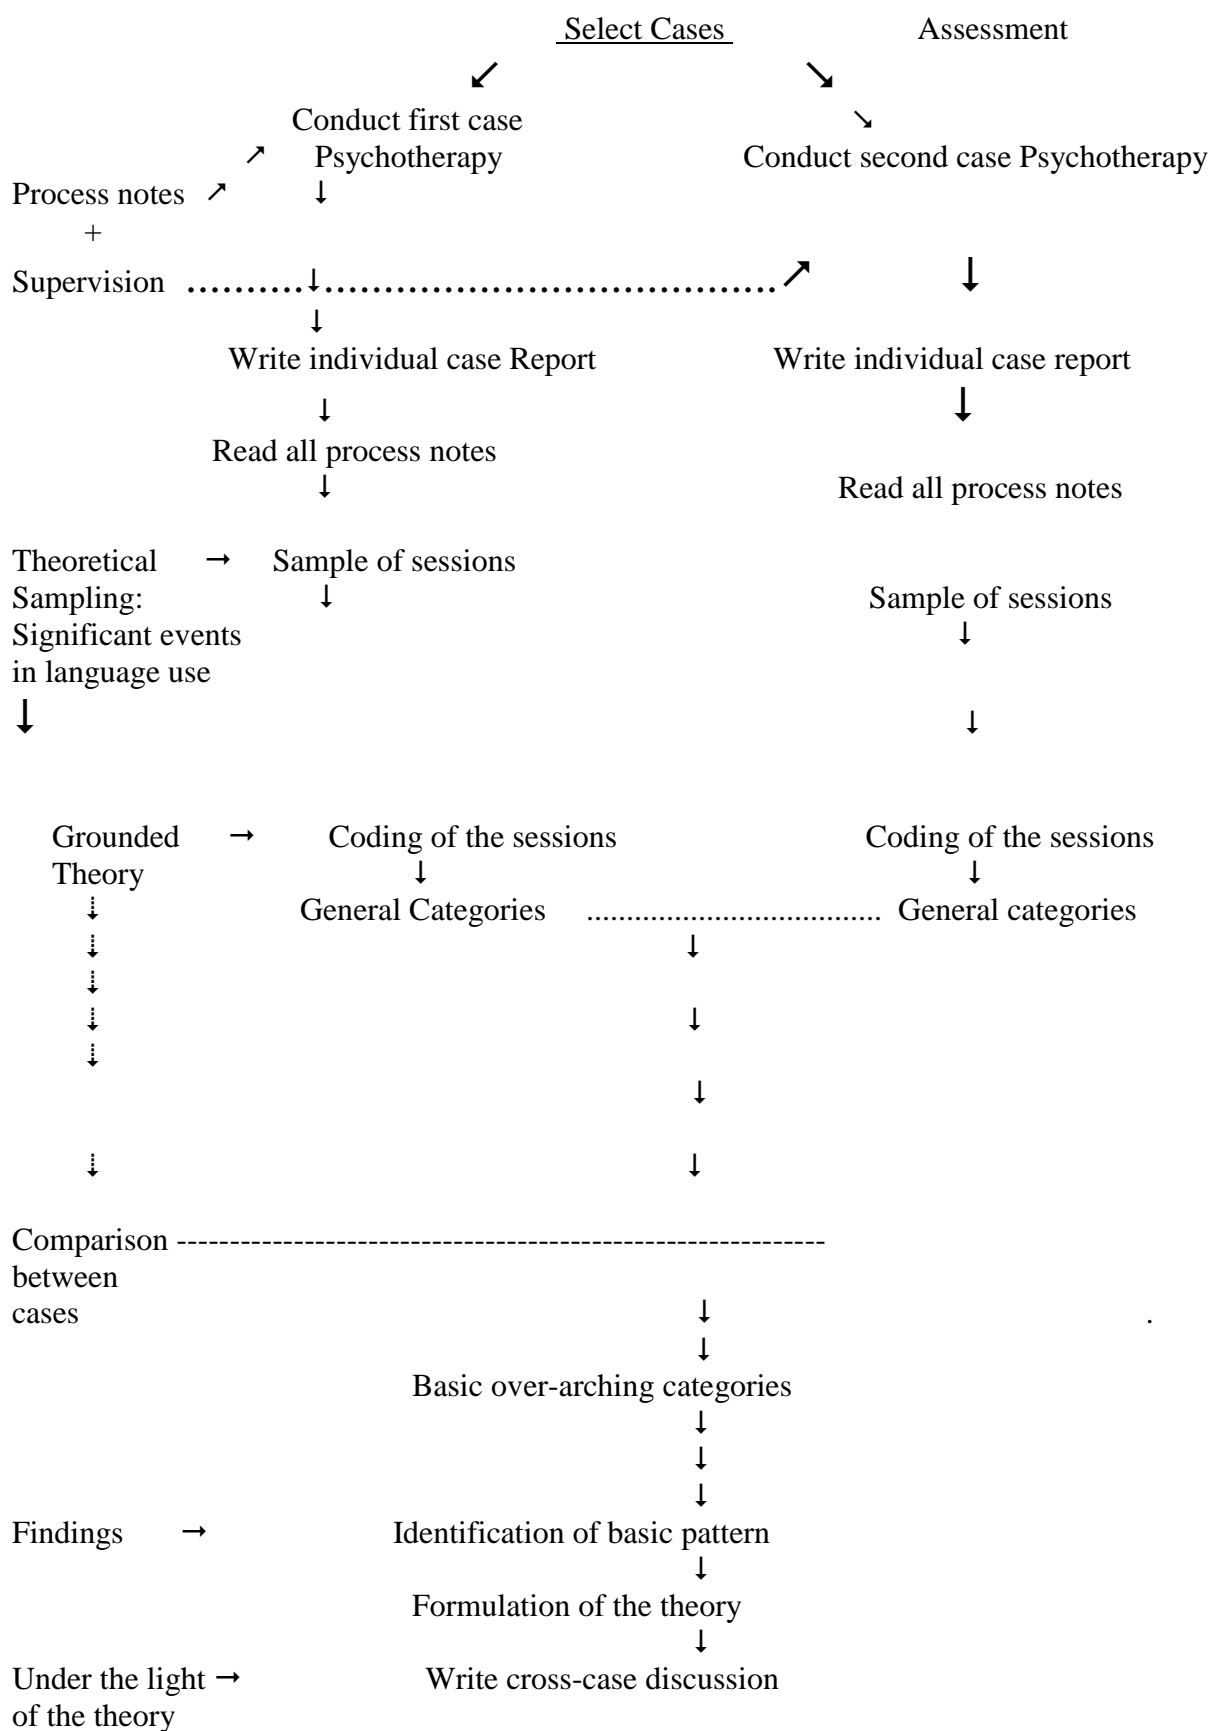 Select Cases Assessment
↙ ↘
Conduct first case ↘
↗ Psychotherapy Conduct second case Psychotherapy
Process notes ↗ ↓
+
Supervision ..........↓.......................................↗ ↓
↓
Write individual case Report Write individual case report
↓ ↓
Read all process notes
↓ Read all process notes
Theoretical → Sample of sessions
Sampling: ↓ Sample of sessions
Significant events ↓
in language use
↓ ↓
Grounded → Coding of the sessions Coding of the sessions
Theory ↓ ↓
⇣ General Categories ................................... General categories
⇣ ↓
⇣
⇣ ↓
⇣
↓
⇣ ↓
Comparison -------------------------------------------------------------
between
cases ↓ .
↓
Basic over-arching categories
↓
↓
↓
Findings → Identification of basic pattern
↓
Formulation of the theory
↓
Under the light → Write cross-case discussion
of the theory